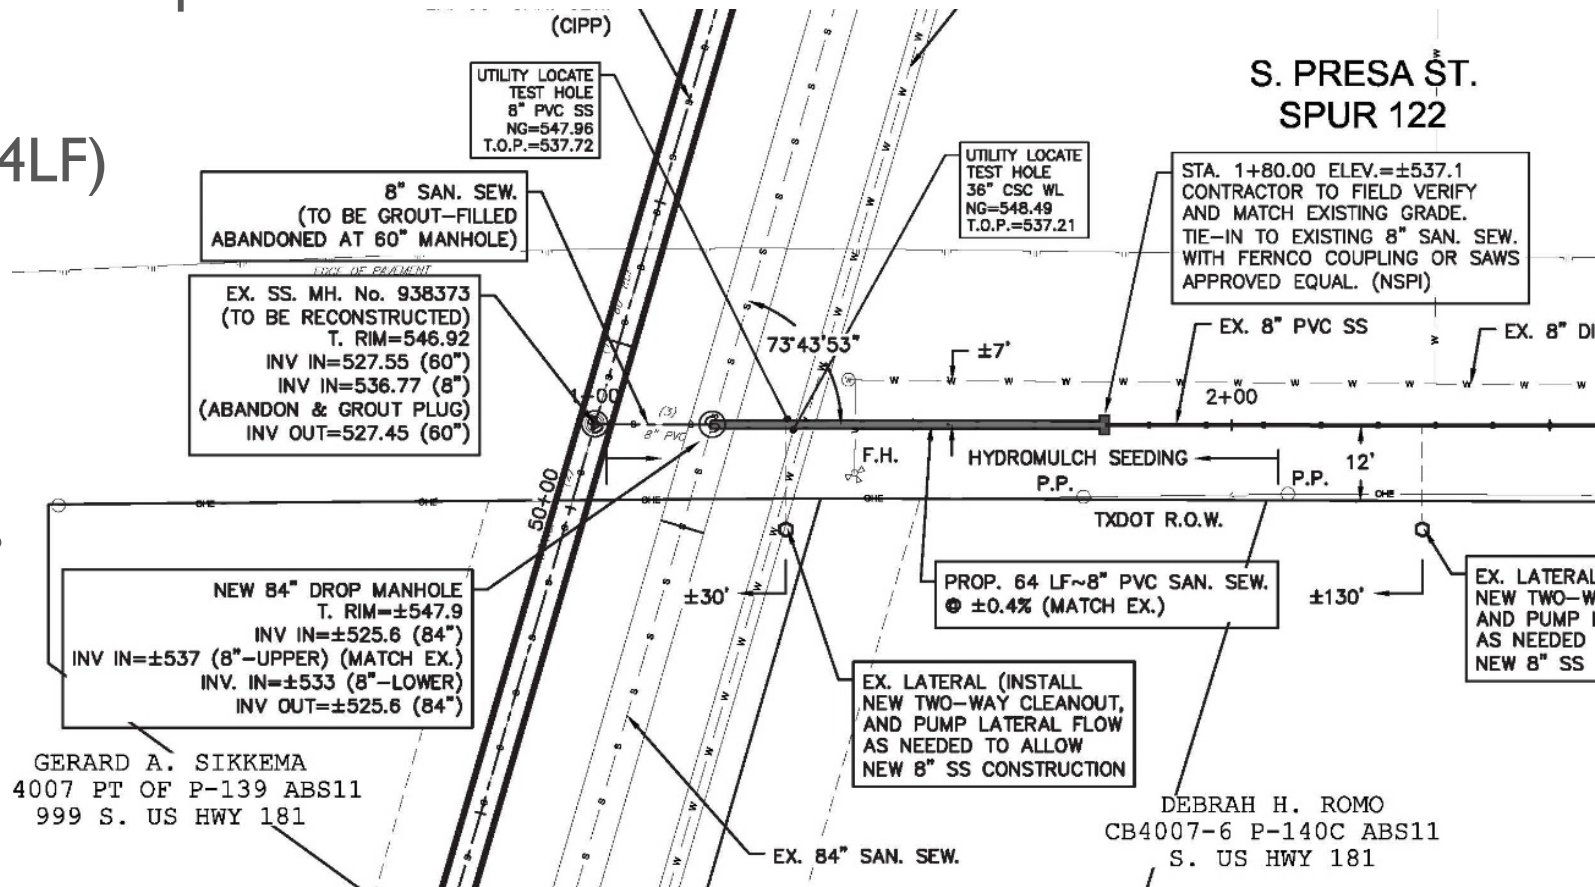 (CIPP)
4LF)
UTILITY LOCATE
TEST HOLE
8" PVC SS
NG=547.96
T.O.P.=537.72
S. PRESA ST.
SPUR 122
UTILITY LOCATE
TEST HOLE
36" CSC WL
NG=548.49
T.O.P.=537.21
STA. 1+80.00 ELEV.=±537.1
CONTRACTOR TO FIELD VERIFY
AND MATCH EXISTING GRADE.
TIE-IN TO EXISTING 8" SAN. SEW.
WITH FERNCO COUPLING OR SAWS
APPROVED EQUAL. (NSPI)
8" SAN. SEW.
(TO BE GROUT-FILLED
ABANDONED AT 60" MANHOLE)
EDGE OF PAVEMENT
EX. SS. MH. No. 938373
(TO BE RECONSTRUCTED)
T. RIM=546.92
INV IN=527.55 (60")
INV IN=536.77 (8")
(ABANDON & GROUT PLUG)
INV OUT=527.45 (60")
73°43'53"
±7'
EX. 8" PVC SS
EX. 8" DI
1+00
2+00
(3)
8" PVC
F.H.
HYDROMULCH SEEDING
P.P.
P.P.
12'
50+00
(2)
OHE
OHE
OHE
OHE
TXDOT R.O.W.
NEW 84" DROP MANHOLE
T. RIM=±547.9
INV IN=±525.6 (84")
INV IN=±537 (8"-UPPER) (MATCH EX.)
INV. IN=±533 (8"-LOWER)
INV OUT=±525.6 (84")
±30'
PROP. 64 LF~8" PVC SAN. SEW.
@ ±0.4% (MATCH EX.)
±130'
EX. LATERAL
NEW TWO-W
AND PUMP
AS NEEDED
NEW 8" SS
EX. LATERAL (INSTALL
NEW TWO-WAY CLEANOUT,
AND PUMP LATERAL FLOW
AS NEEDED TO ALLOW
NEW 8" SS CONSTRUCTION
GERARD A. SIKKEMA
4007 PT OF P-139 ABS11
999 S. US HWY 181
DEBRAH H. ROMO
CB4007-6 P-140C ABS11
S. US HWY 181
EX. 84" SAN. SEW.